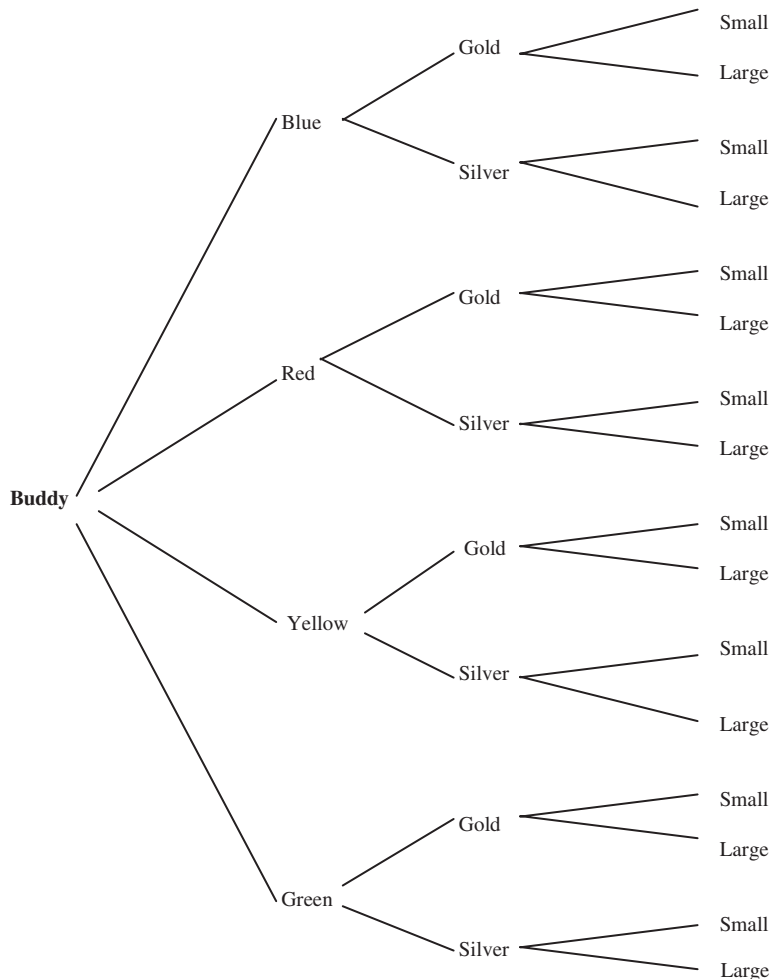 Small
Gold
Large
Blue
Small
Silver
Large
Small
Gold
Large
Red
Small
Silver
Large
Buddy
Small
Gold
Large
Yellow
Small
Silver
Large
Small
Gold
Large
Green
Small
Silver
Large